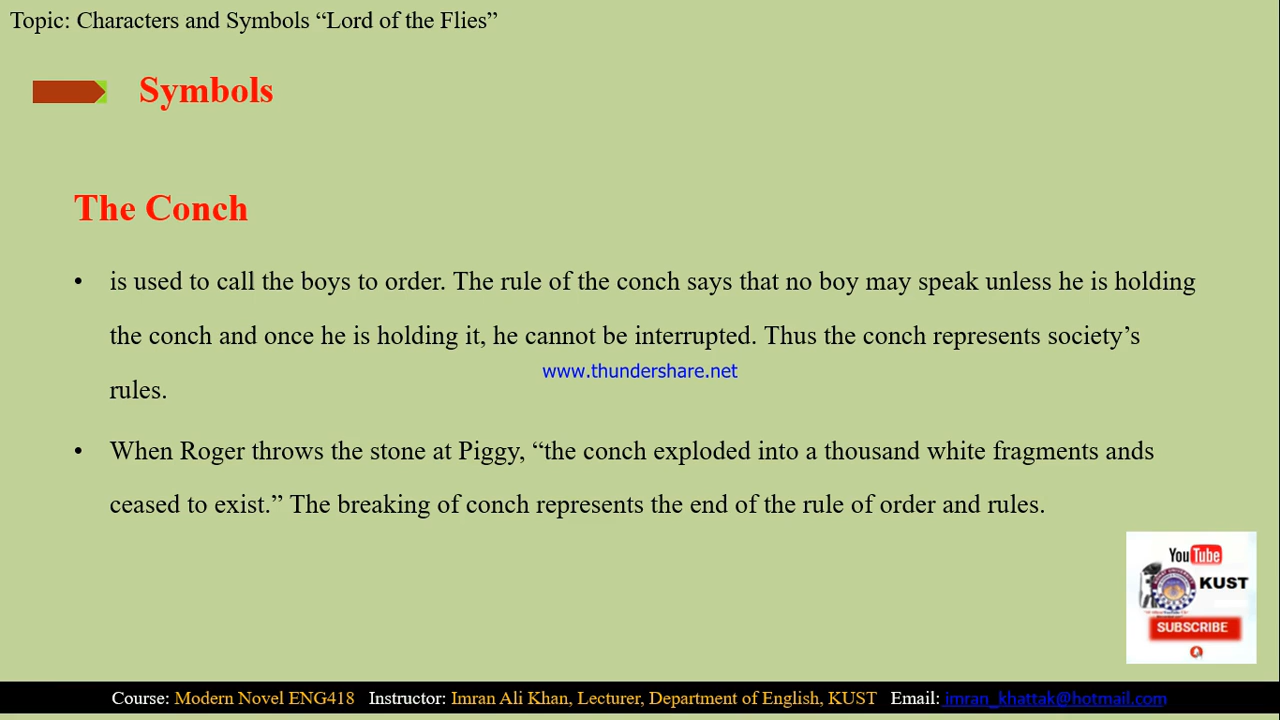 Topic: Characters and Symbols “Lord of the Flies”
Symbols
The Conch
• is used to call the boys to order. The rule of the conch says that no boy may speak unless he is holding
the conch and once he is holding it, he cannot be interrupted. Thus the conch represents society’s
www.thundershare.net
rules.
• When Roger throws the stone at Piggy, “the conch exploded into a thousand white fragments ands
ceased to exist.” The breaking of conch represents the end of the rule of order and rules.
YouTube
KUST
SUBSCRIBE
Course: Modern Novel ENG418 Instructor: Imran Ali Khan, Lecturer, Department of English, KUST Email: imran_khattak@hotmail.com